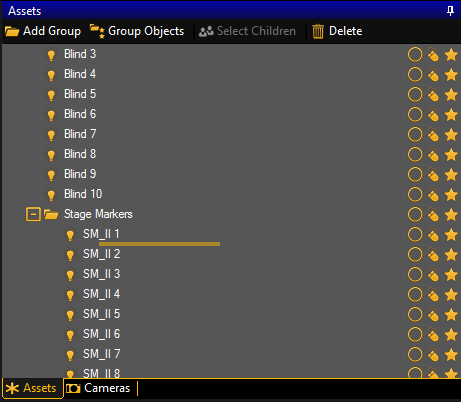 Assets
Add Group Group Objects Select Children Delete
Blind 3
Blind 4
Blind 5
Blind 6
Blind 7
Blind 8
Blind 9
Blind 10
Stage Markers
SM_II 1
SM_II 2
SM_II 3
SM_II 4
SM_II 5
SM_II 6
SM_II 7
SM_II 8
Assets Cameras